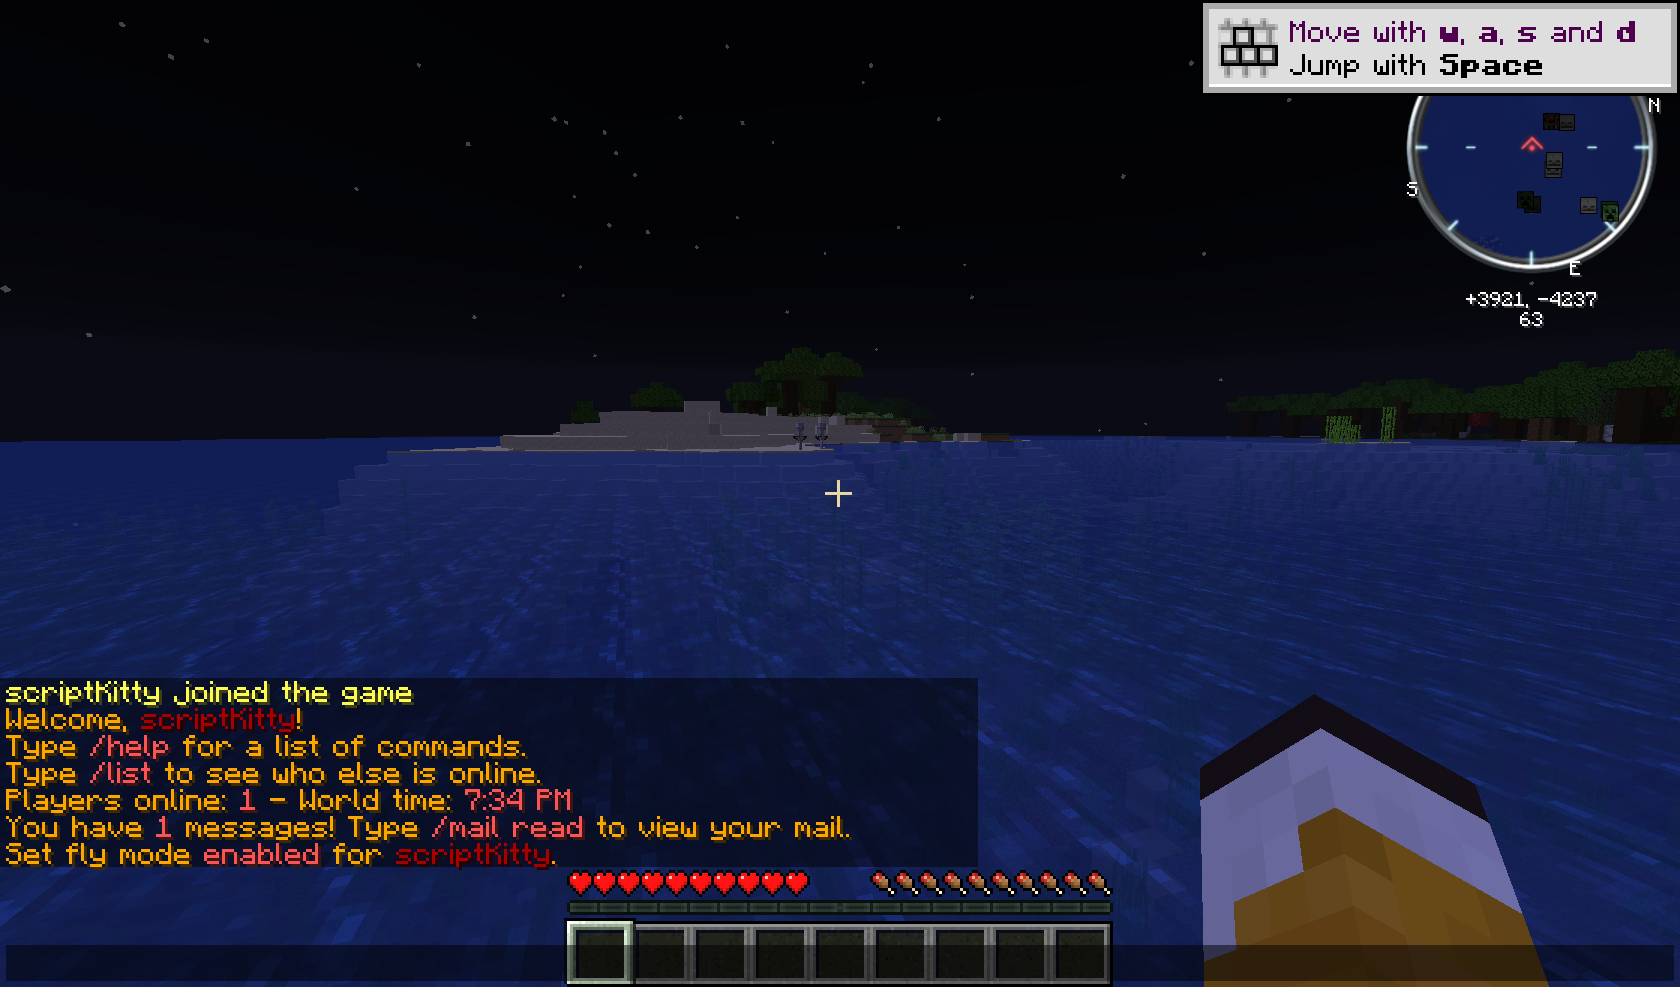 Move with w, a, s and d
Jump with Space
N
S
E
+3921, -4237
63
scriptKitty joined the game
Welcome, scriptKitty!
Type /help for a list of commands.
Type /list to see who else is online.
Players online: 1 - World time: 7:34 PM
You have 1 messages! Type /mail read to view your mail.
Set fly mode enabled for scriptKitty.